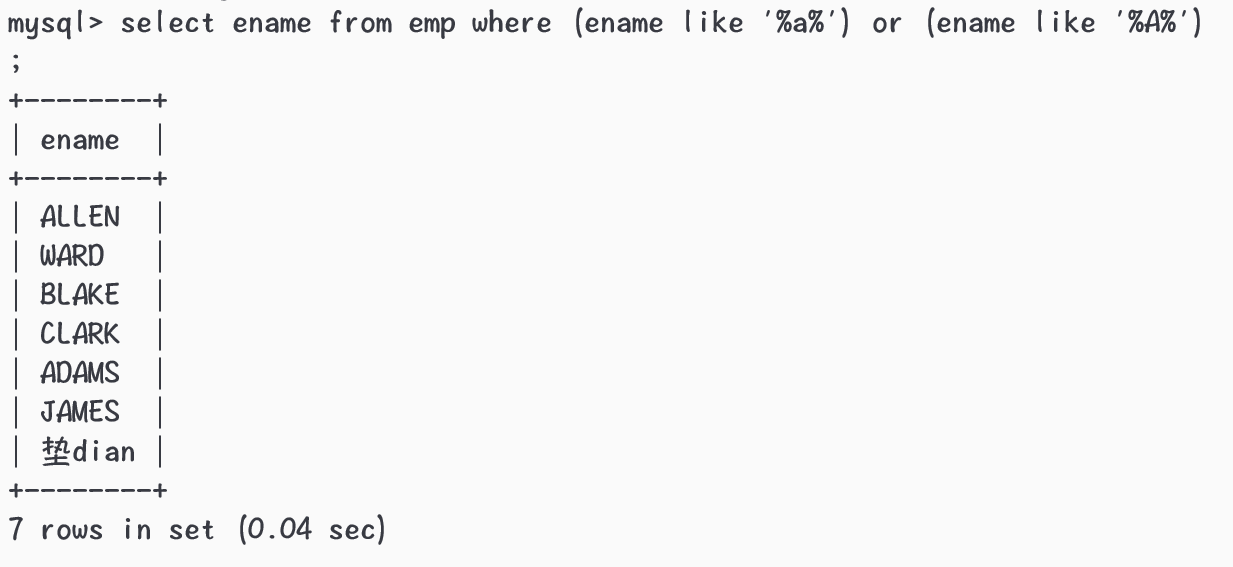 mysql> select ename from emp where (ename like '%a%') or (ename like '%A%')
;
+--------+
| ename  |
+--------+
| ALLEN  |
| WARD   |
| BLAKE  |
| CLARK  |
| ADAMS  |
| JAMES  |
| 垫dian |
+--------+
7 rows in set (0.04 sec)